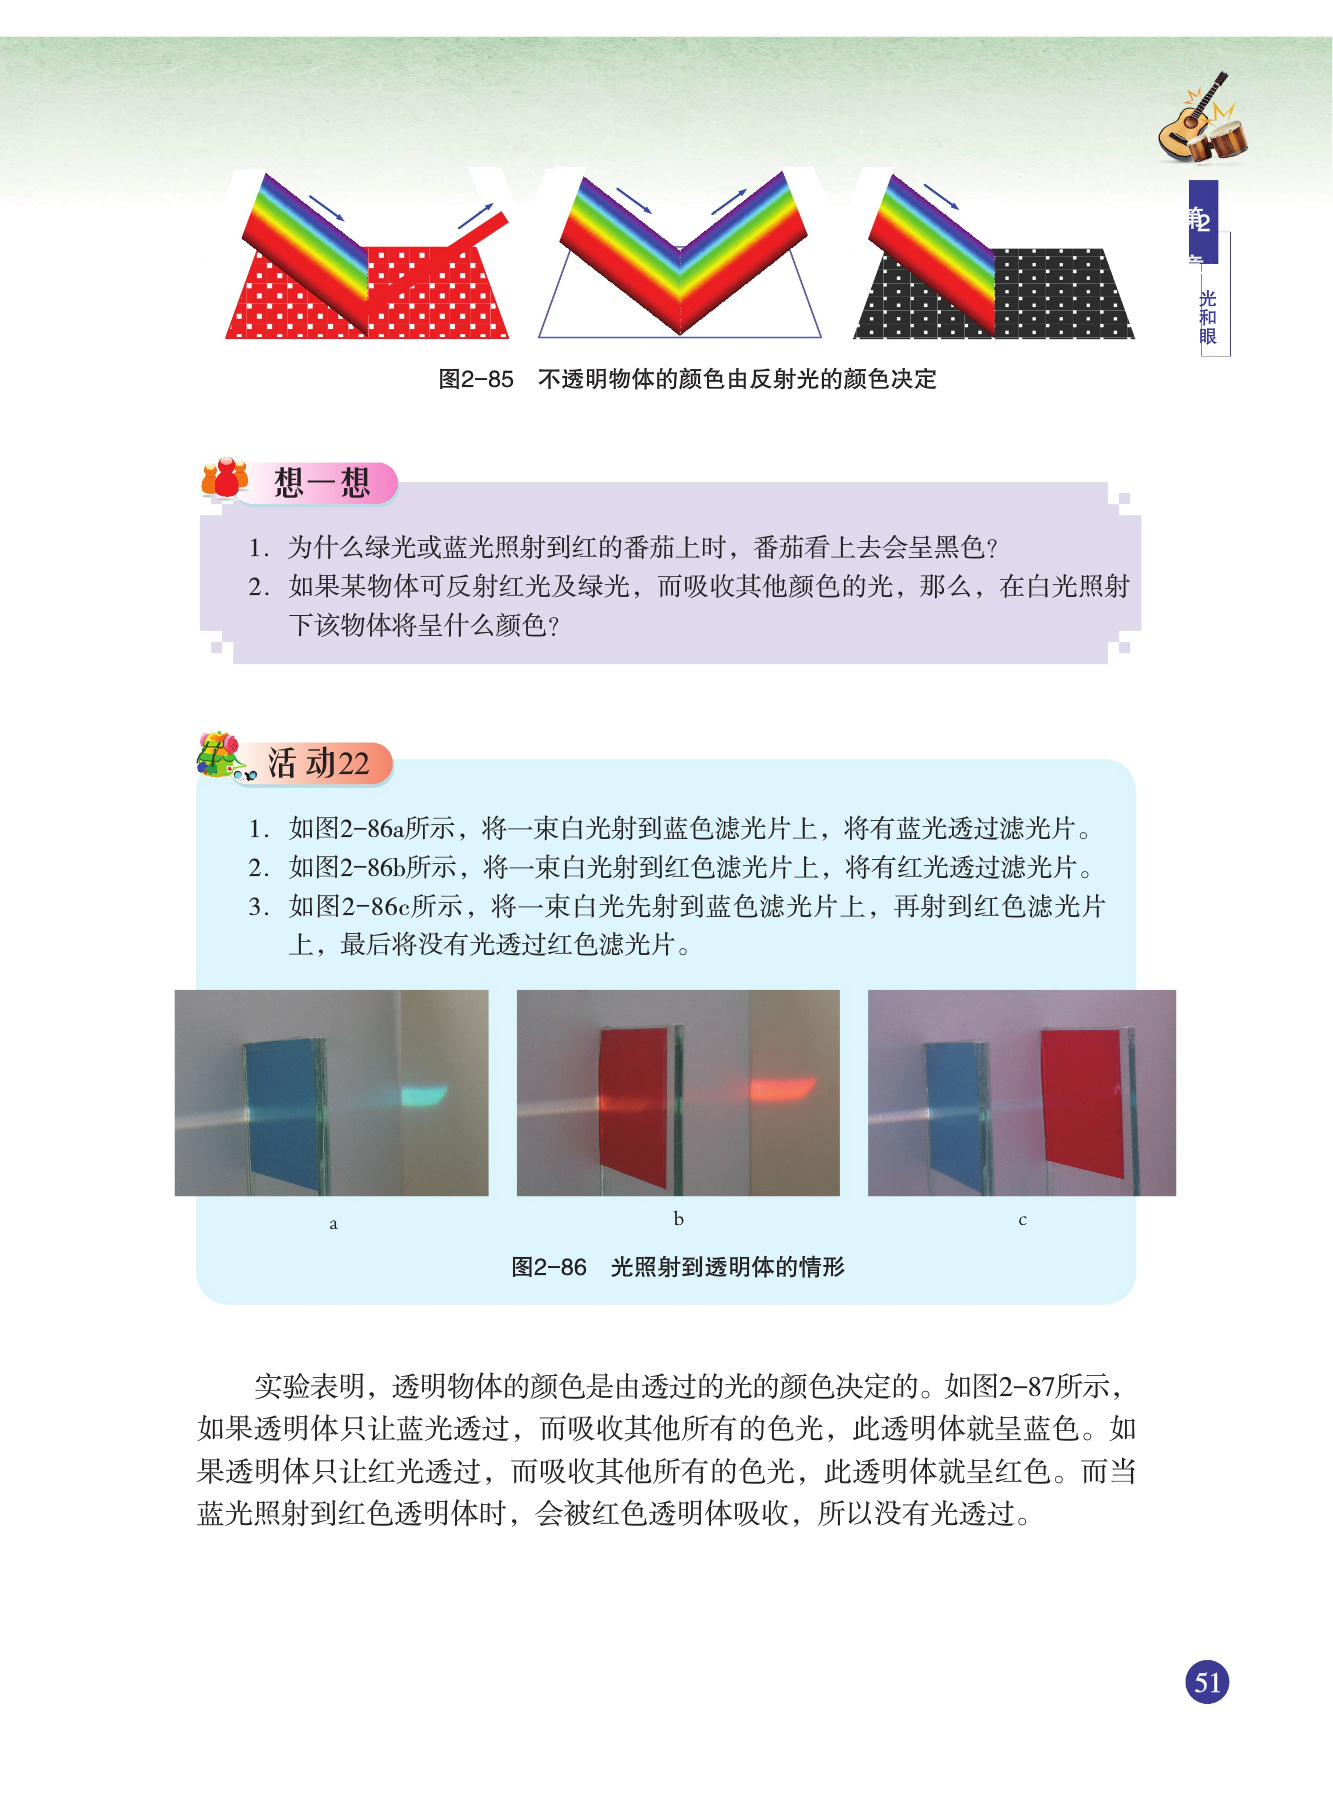 第2章
光和眼
图2-85 不透明物体的颜色由反射光的颜色决定
想一想
1. 为什么绿光或蓝光照射到红的番茄上时，番茄看上去会呈黑色？
2. 如果某物体可反射红光及绿光，而吸收其他颜色的光，那么，在白光照射
下该物体将呈什么颜色？
活动22
1. 如图2-86a所示，将一束白光射到蓝色滤光片上，将有蓝光透过滤光片。
2. 如图2-86b所示，将一束白光射到红色滤光片上，将有红光透过滤光片。
3. 如图2-86c所示，将一束白光先射到蓝色滤光片上，再射到红色滤光片
上，最后将没有光透过红色滤光片。
a
b
c
图2-86 光照射到透明体的情形
实验表明，透明物体的颜色是由透过的光的颜色决定的。如图2-87所示，
如果透明体只让蓝光透过，而吸收其他所有的色光，此透明体就呈蓝色。如
果透明体只让红光透过，而吸收其他所有的色光，此透明体就呈红色。而当
蓝光照射到红色透明体时，会被红色透明体吸收，所以没有光透过。
51